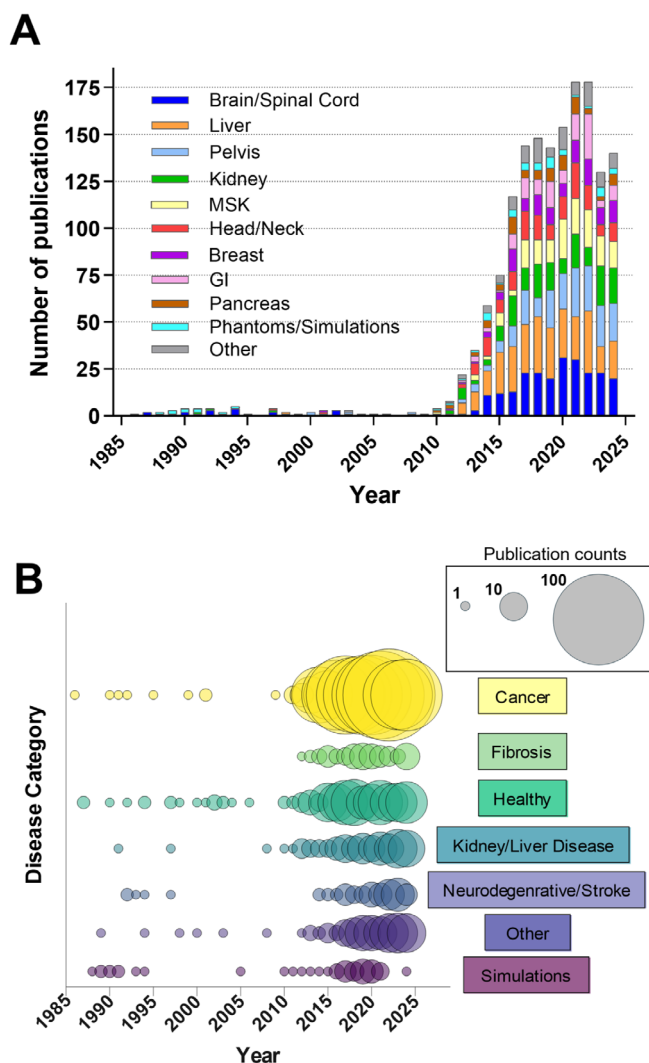 A
Number of publications
175
150
125
100
75
50
25
0
Brain/Spinal Cord
Liver
Pelvis
Kidney
MSK
Head/Neck
Breast
GI
Pancreas
Phantoms/Simulations
Other
1985
1990
1995
2000
2005
2010
2015
2020
2025
Year
B
Publication counts
1
10
100
Disease Category
Cancer
Fibrosis
Healthy
Kidney/Liver Disease
Neurodegenrative/Stroke
Other
Simulations
1985
1990
1995
2000
2005
2010
2015
2020
2025
Year